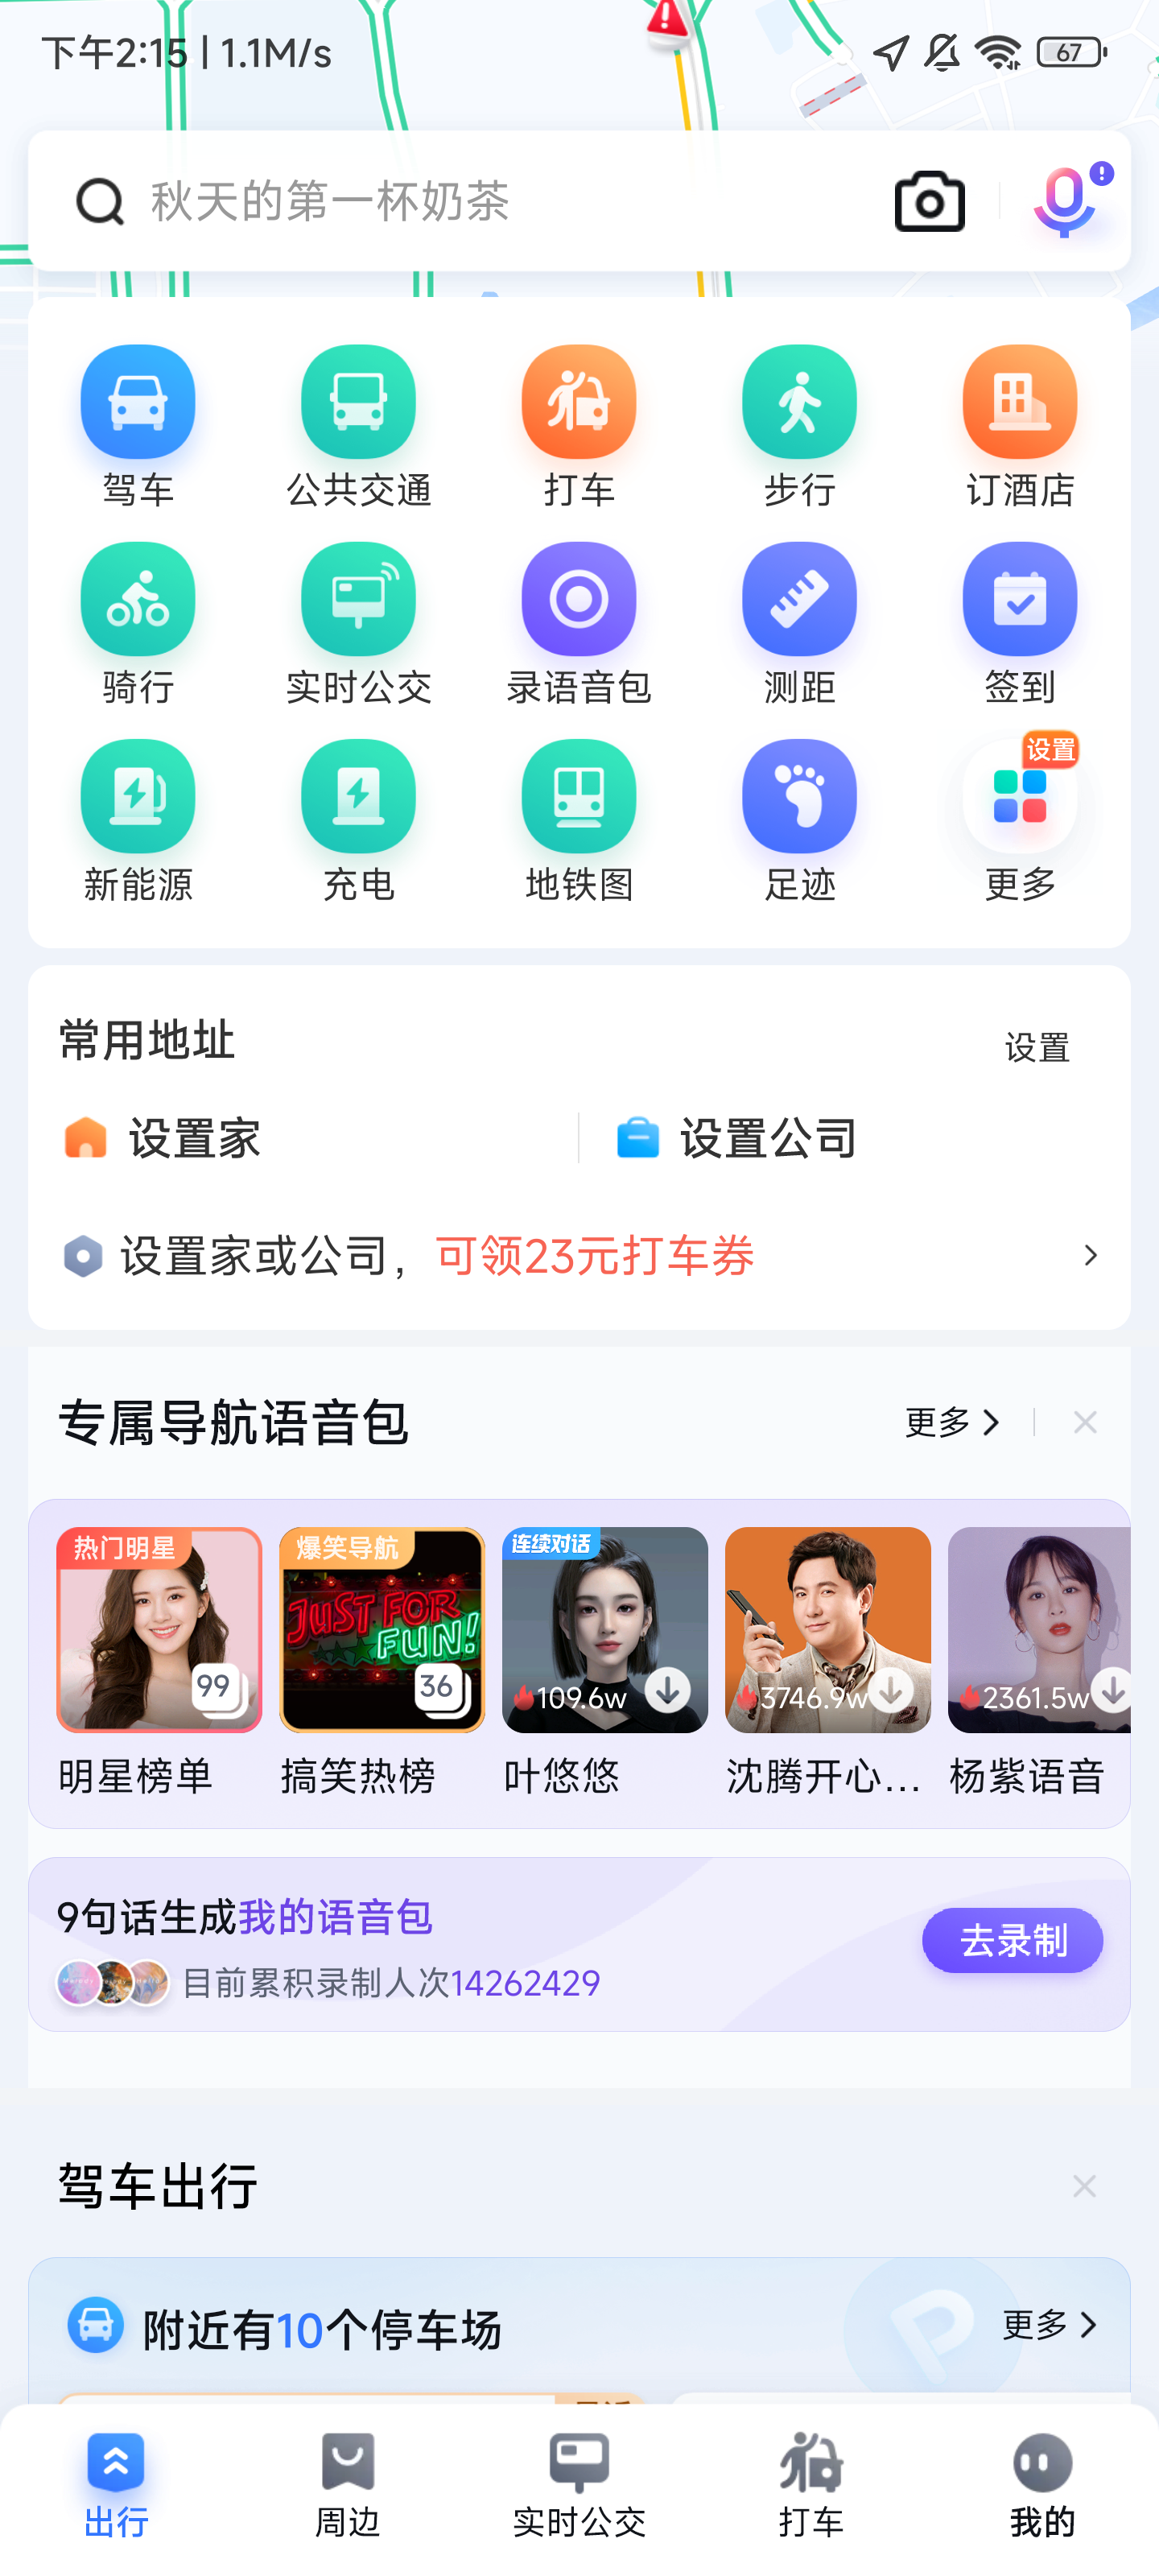 下午2:15 | 1.1M/s
67
秋天的第一杯奶茶
驾车
公共交通
打车
步行
订酒店
骑行
实时公交
录语音包
测距
签到
设置
新能源
充电
地铁图
足迹
更多
常用地址
设置
设置家
设置公司
设置家或公司，可领23元打车券
专属导航语音包
更多
热门明星
爆笑导航
连续对话
JUST FOR
FUN!
99
36
109.6w
3746.9w
2361.5w
明星榜单
搞笑热榜
叶悠悠
沈腾开心...
杨紫语音
9句话生成我的语音包
去录制
目前累积录制人次14262429
驾车出行
附近有10个停车场
更多
P
出行
周边
实时公交
打车
我的